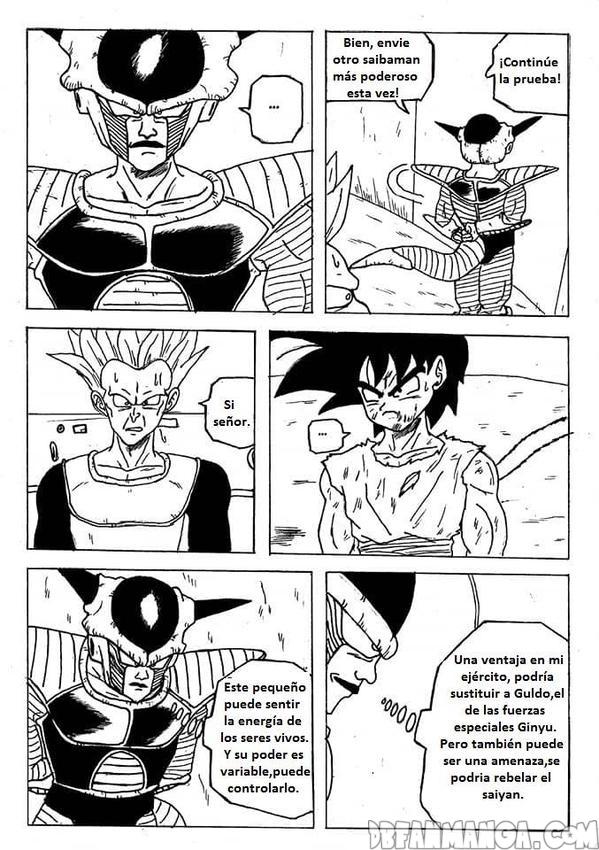 ...
Bien, envie
otro saibaman
más poderoso
esta vez!
¡Continúe
la prueba!
Si
señor.
...
Este pequeño
puede sentir
la energía de
los seres vivos.
Y su poder es
variable,puede
controlarlo.
Una ventaja en mi
ejército, podría
sustituir a Guldo,el
de las fuerzas
especiales Ginyu.
Pero también puede
ser una amenaza,se
podria rebelar el
saiyan.
DBFANMANGA.COM